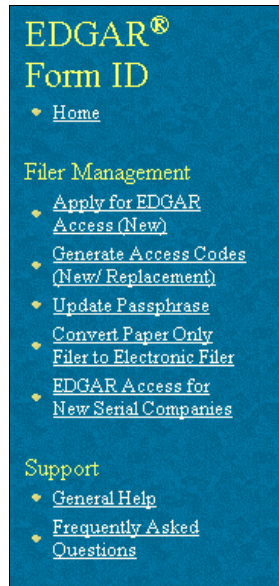 EDGAR®
Form ID
Home
Filer Management
Apply for EDGAR
Access (New)
Generate Access Codes
(New/ Replacement)
Update Passphrase
Convert Paper Only
Filer to Electronic Filer
EDGAR Access for
New Serial Companies
Support
General Help
Frequently Asked
Questions